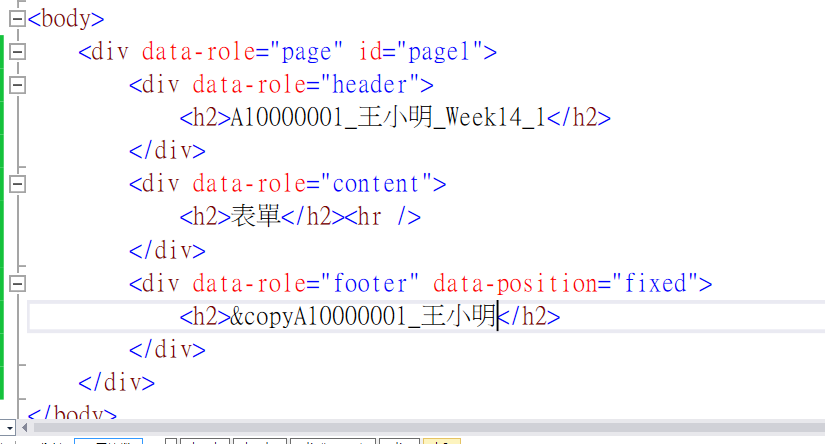 <body>
<div data-role="page" id="page1">
<div data-role="header">
<h2>A10000001_王小明_Week14_1</h2>
</div>
<div data-role="content">
<h2>表單</h2><hr />
</div>
<div data-role="footer" data-position="fixed">
<h2>&copyA10000001_王小明</h2>
</div>
</div>
</body>